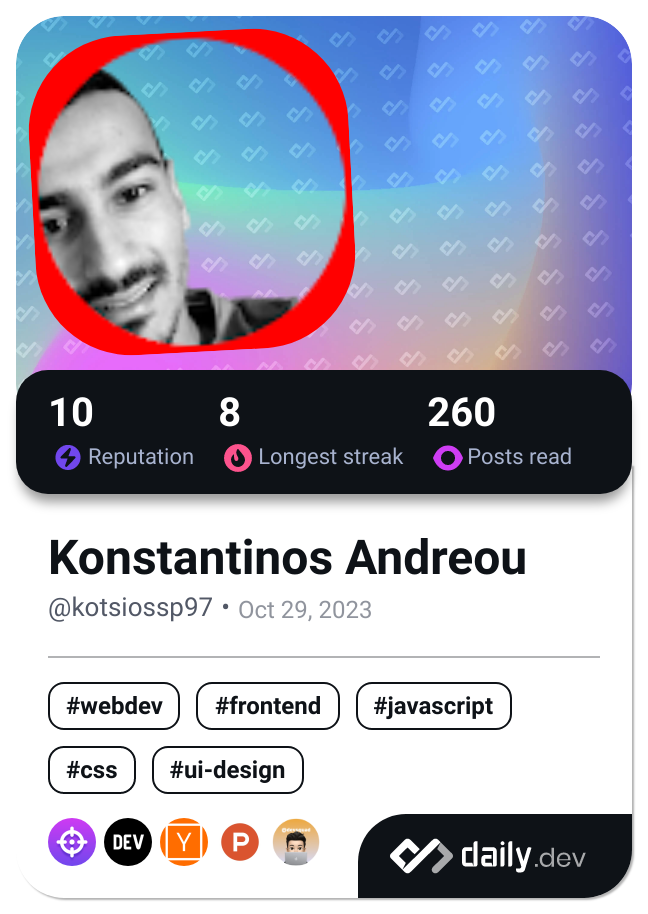 10 8 260
Reputation Longest streak Posts read
Konstantinos Andreou
@kotsiossp97 • Oct 29, 2023
#webdev #frontend #javascript
#css #ui-design
DEV Y P
daily.dev